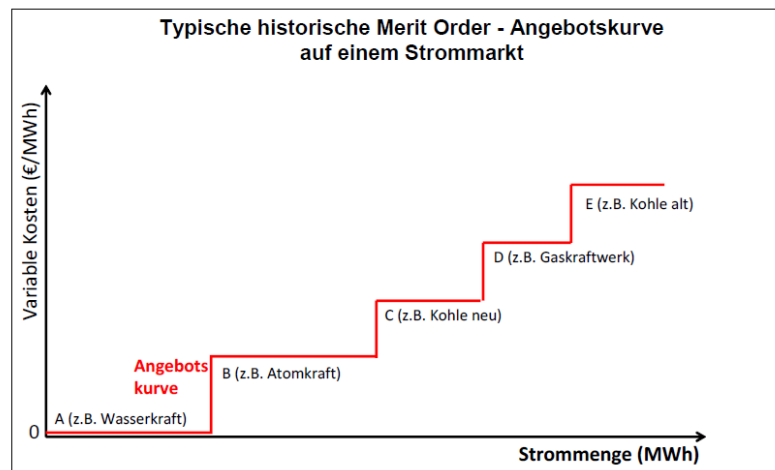 Typische historische Merit Order - Angebotskurve
auf einem Strommarkt
Variable Kosten (€/MWh)
E (z.B. Kohle alt)
D (z.B. Gaskraftwerk)
C (z.B. Kohle neu)
Angebots
kurve
B (z.B. Atomkraft)
A (z.B. Wasserkraft)
0
Strommenge (MWh)